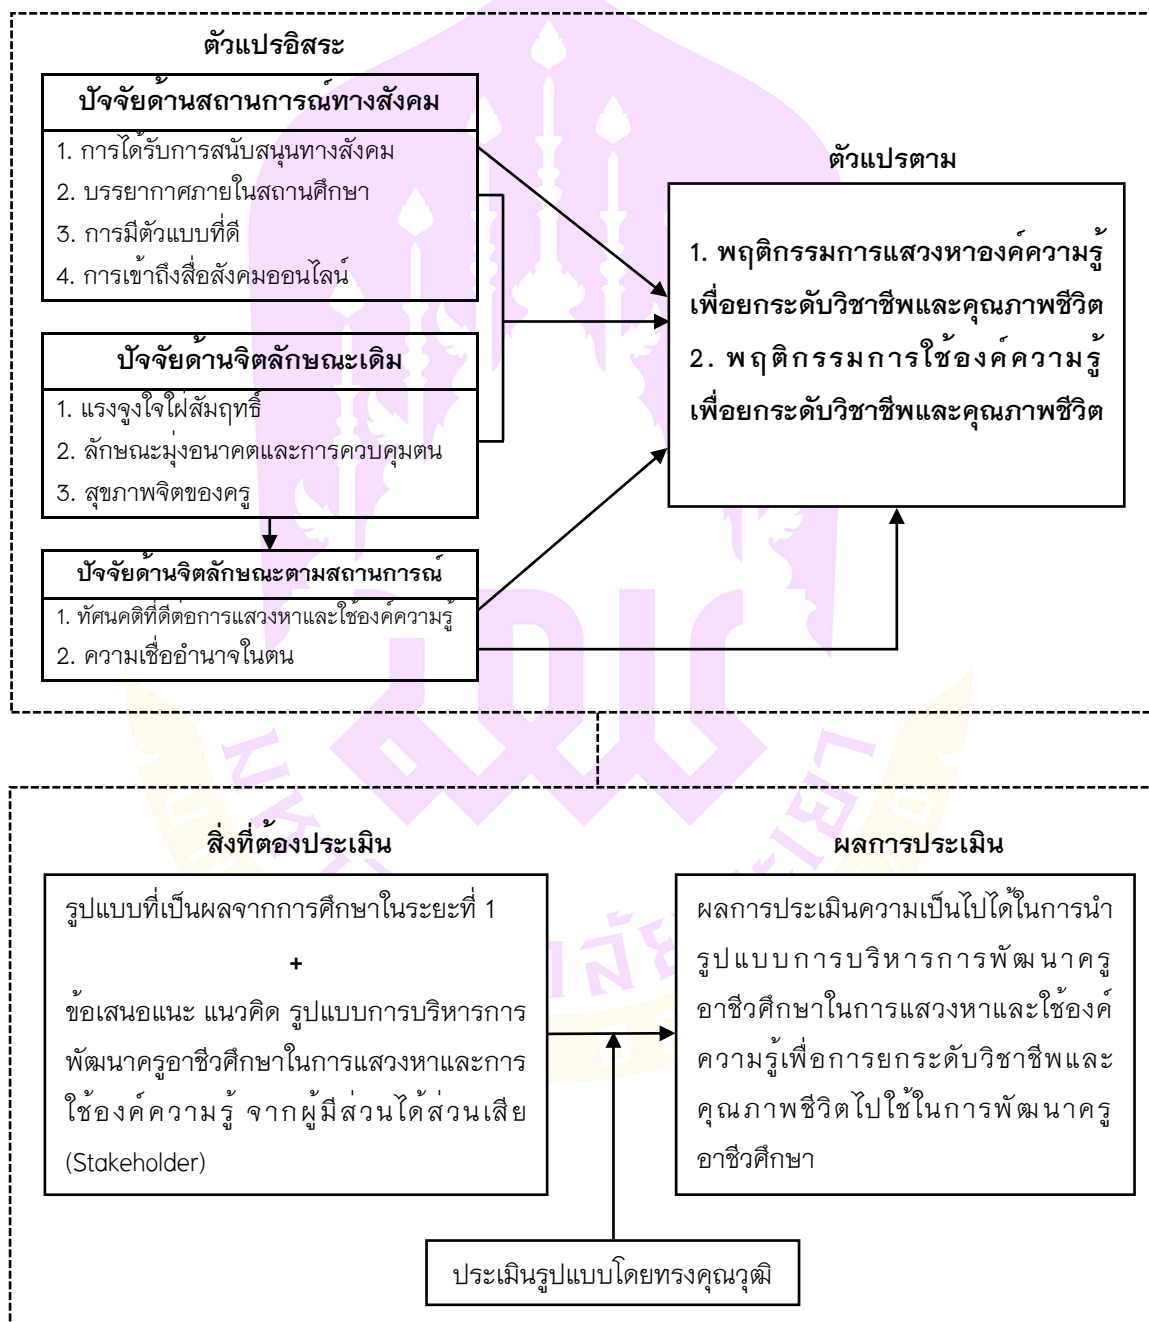 ตัวแปรอิสระ
ปัจจัยด้านสถานการณ์ทางสังคม
1. การได้รับการสนับสนุนทางสังคม
2. บรรยากาศภายในสถานศึกษา
3. การมีตัวแบบที่ดี
4. การเข้าถึงสื่อสังคมออนไลน์
ปัจจัยด้านจิตลักษณะเดิม
1. แรงจูงใจใฝ่สัมฤทธิ์
2. ลักษณะมุ่งอนาคตและการควบคุมตน
3. สุขภาพจิตของครู
ปัจจัยด้านจิตลักษณะตามสถานการณ์
1. ทัศนคติที่ดีต่อการแสวงหาและใช้องค์ความรู้
2. ความเชื่ออำนาจในตน
ตัวแปรตาม
1. พฤติกรรมการแสวงหาองค์ความรู้
เพื่อยกระดับวิชาชีพและคุณภาพชีวิต
2. พฤติกรรมการใช้องค์ความรู้
เพื่อยกระดับวิชาชีพและคุณภาพชีวิต
สิ่งที่ต้องประเมิน
รูปแบบที่เป็นผลจากการศึกษาในระยะที่ 1
+
ข้อเสนอแนะ แนวคิด รูปแบบการบริหารการ
พัฒนาครูอาชีวศึกษาในการแสวงหาและการ
ใช้องค์ความรู้ จากผู้มีส่วนได้ส่วนเสีย
(Stakeholder)
ผลการประเมิน
ผลการประเมินความเป็นไปได้ในการนำ
รูปแบบการบริหารการพัฒนาครู
อาชีวศึกษาในการแสวงหาและใช้องค์
ความรู้เพื่อการยกระดับวิชาชีพและ
คุณภาพชีวิตไปใช้ในการพัฒนาครู
อาชีวศึกษา
ประเมินรูปแบบโดยทรงคุณวุฒิ